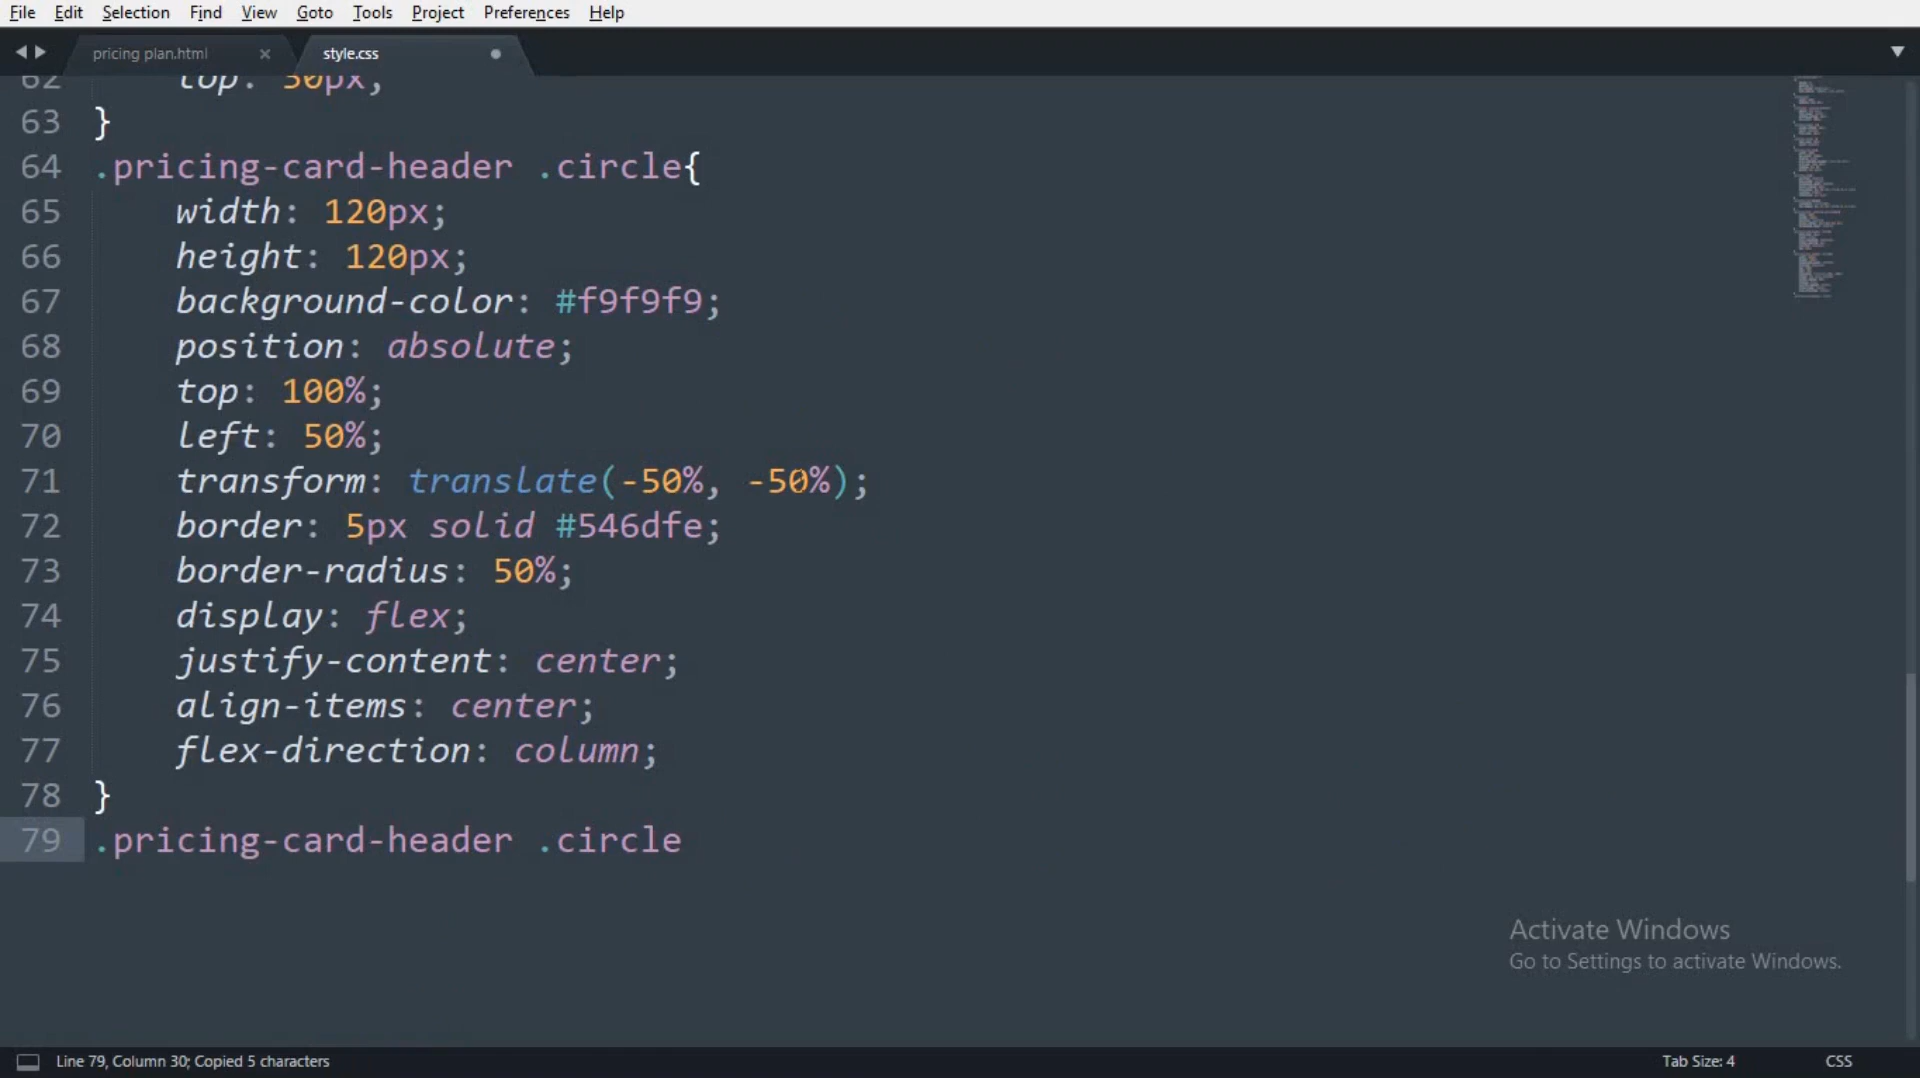 File Edit Selection Find View Goto Tools Project Preferences Help
pricing plan.html × style.css
62 top: 30px;
63 }
64 .pricing-card-header .circle{
65 width: 120px;
66 height: 120px;
67 background-color: #f9f9f9;
68 position: absolute;
69 top: 100%;
70 left: 50%;
71 transform: translate(-50%, -50%);
72 border: 5px solid #546dfe;
73 border-radius: 50%;
74 display: flex;
75 justify-content: center;
76 align-items: center;
77 flex-direction: column;
78 }
79 .pricing-card-header .circle
Activate Windows
Go to Settings to activate Windows.
Line 79, Column 30; Copied 5 characters Tab Size: 4 CSS